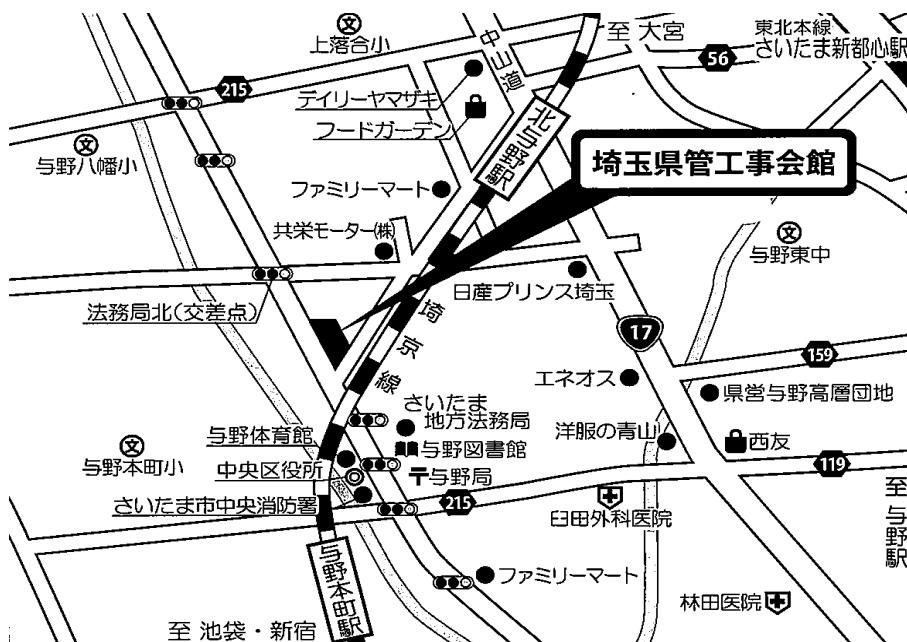 上落合小
215
中山道
至 大宮
56
東北本線
さいたま新都心駅
デイリーヤマザキ
フードガーデン
北与野駅
埼玉県管工事会館
与野八幡小
ファミリーマート
共栄モーター㈱
与野東中
日産プリンス埼玉
法務局北(交差点)
埼京線
17
159
エネオス
県営与野高層団地
さいたま
地方法務局
与野体育館
与野図書館
洋服の青山
西友
与野本町小
中央区役所
〒与野局
119
さいたま市中央消防署
215
臼田外科医院
至 与野駅
与野本町駅
ファミリーマート
林田医院
至 池袋・新宿